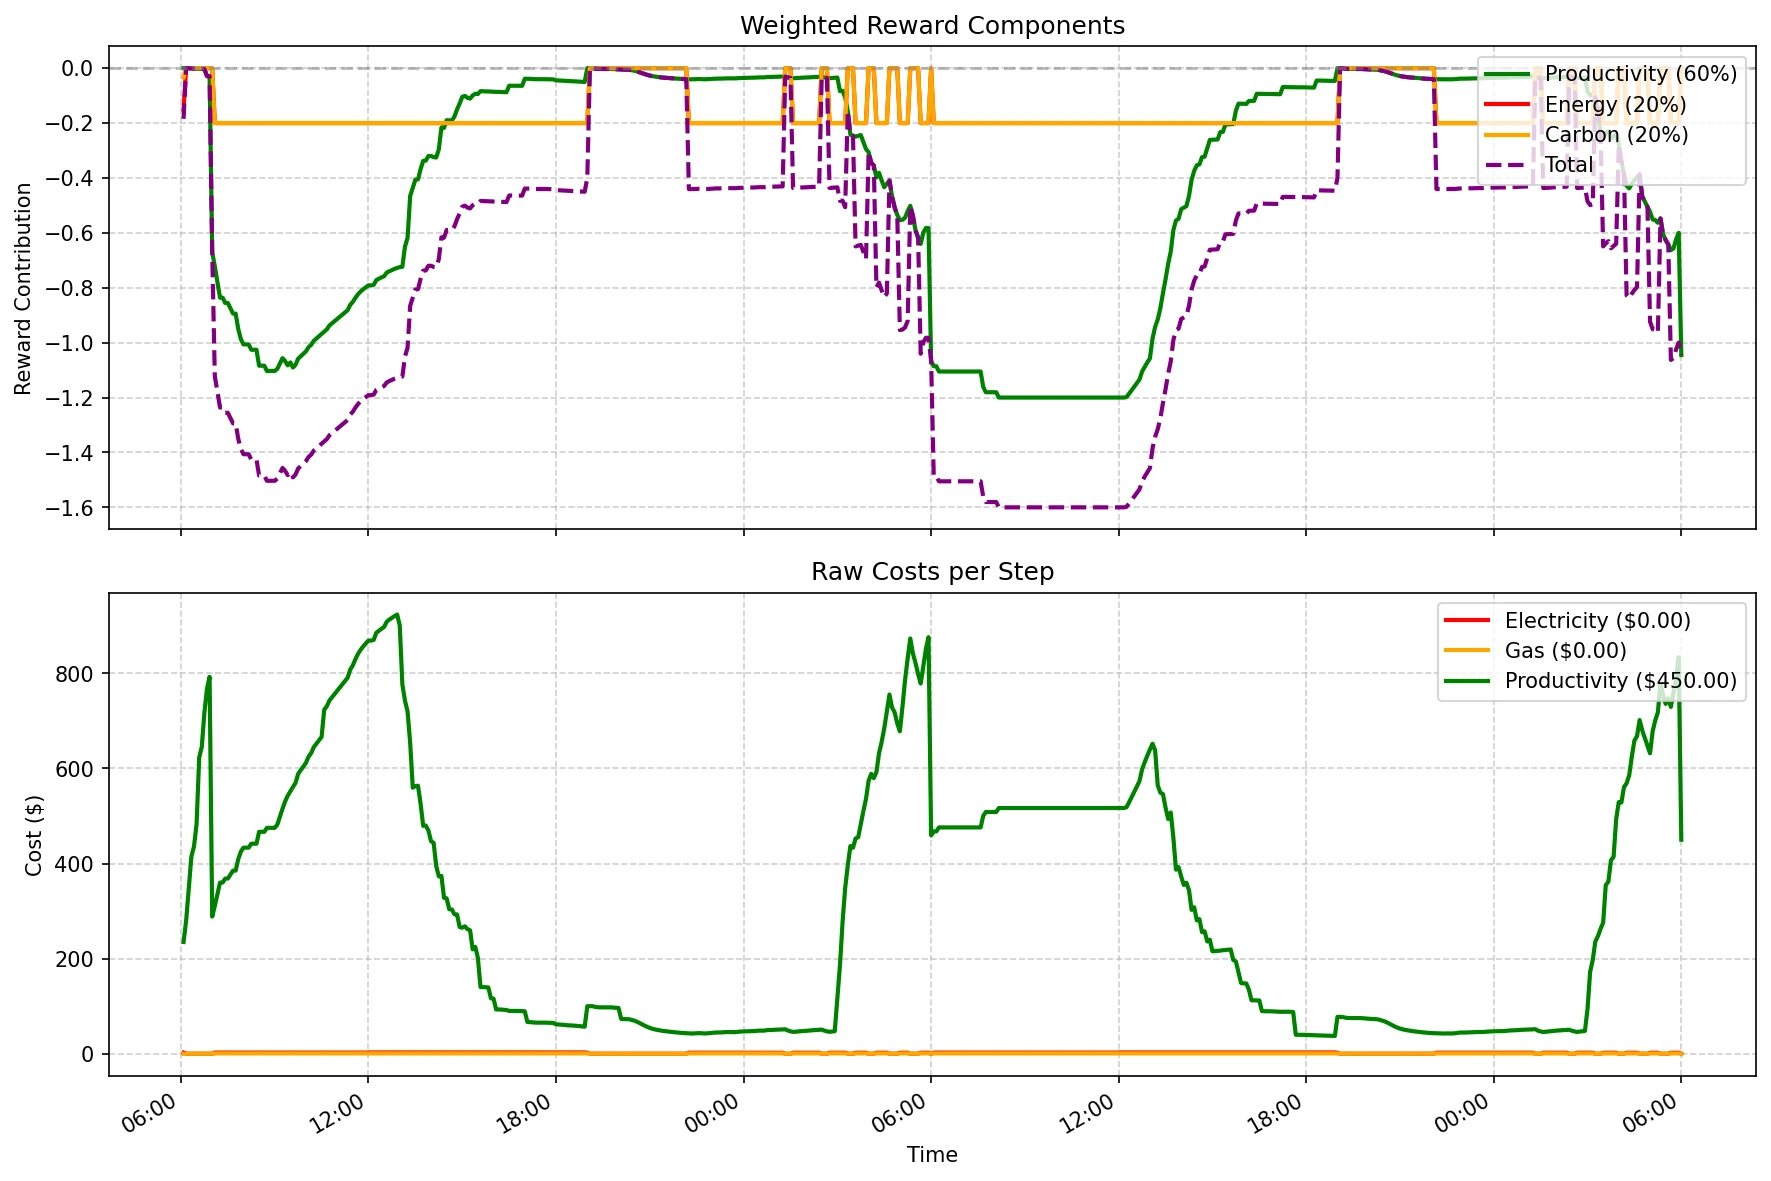 Weighted Reward Components
Reward Contribution
0.0
−0.2
−0.4
−0.6
−0.8
−1.0
−1.2
−1.4
−1.6
Productivity (60%)
Energy (20%)
Carbon (20%)
Total
Raw Costs per Step
Cost ($)
800
600
400
200
0
Electricity ($0.00)
Gas ($0.00)
Productivity ($450.00)
06:00
12:00
18:00
00:00
06:00
12:00
18:00
00:00
06:00
Time